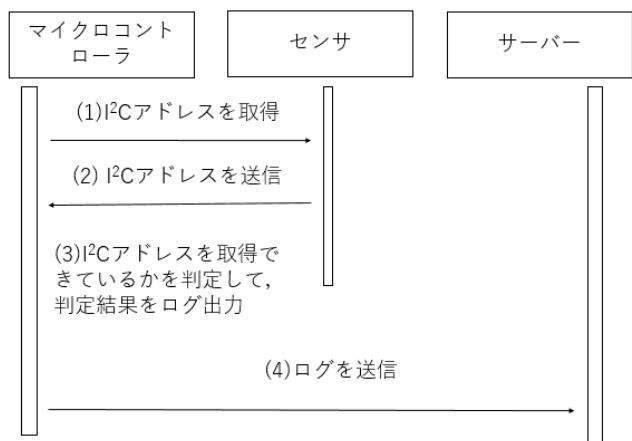 マイクロコント
ローラ
センサ
サーバー
(1)I²Cアドレスを取得
(2) I²Cアドレスを送信
(3)I²Cアドレスを取得で
きているかを判定して,
判定結果をログ出力
(4)ログを送信